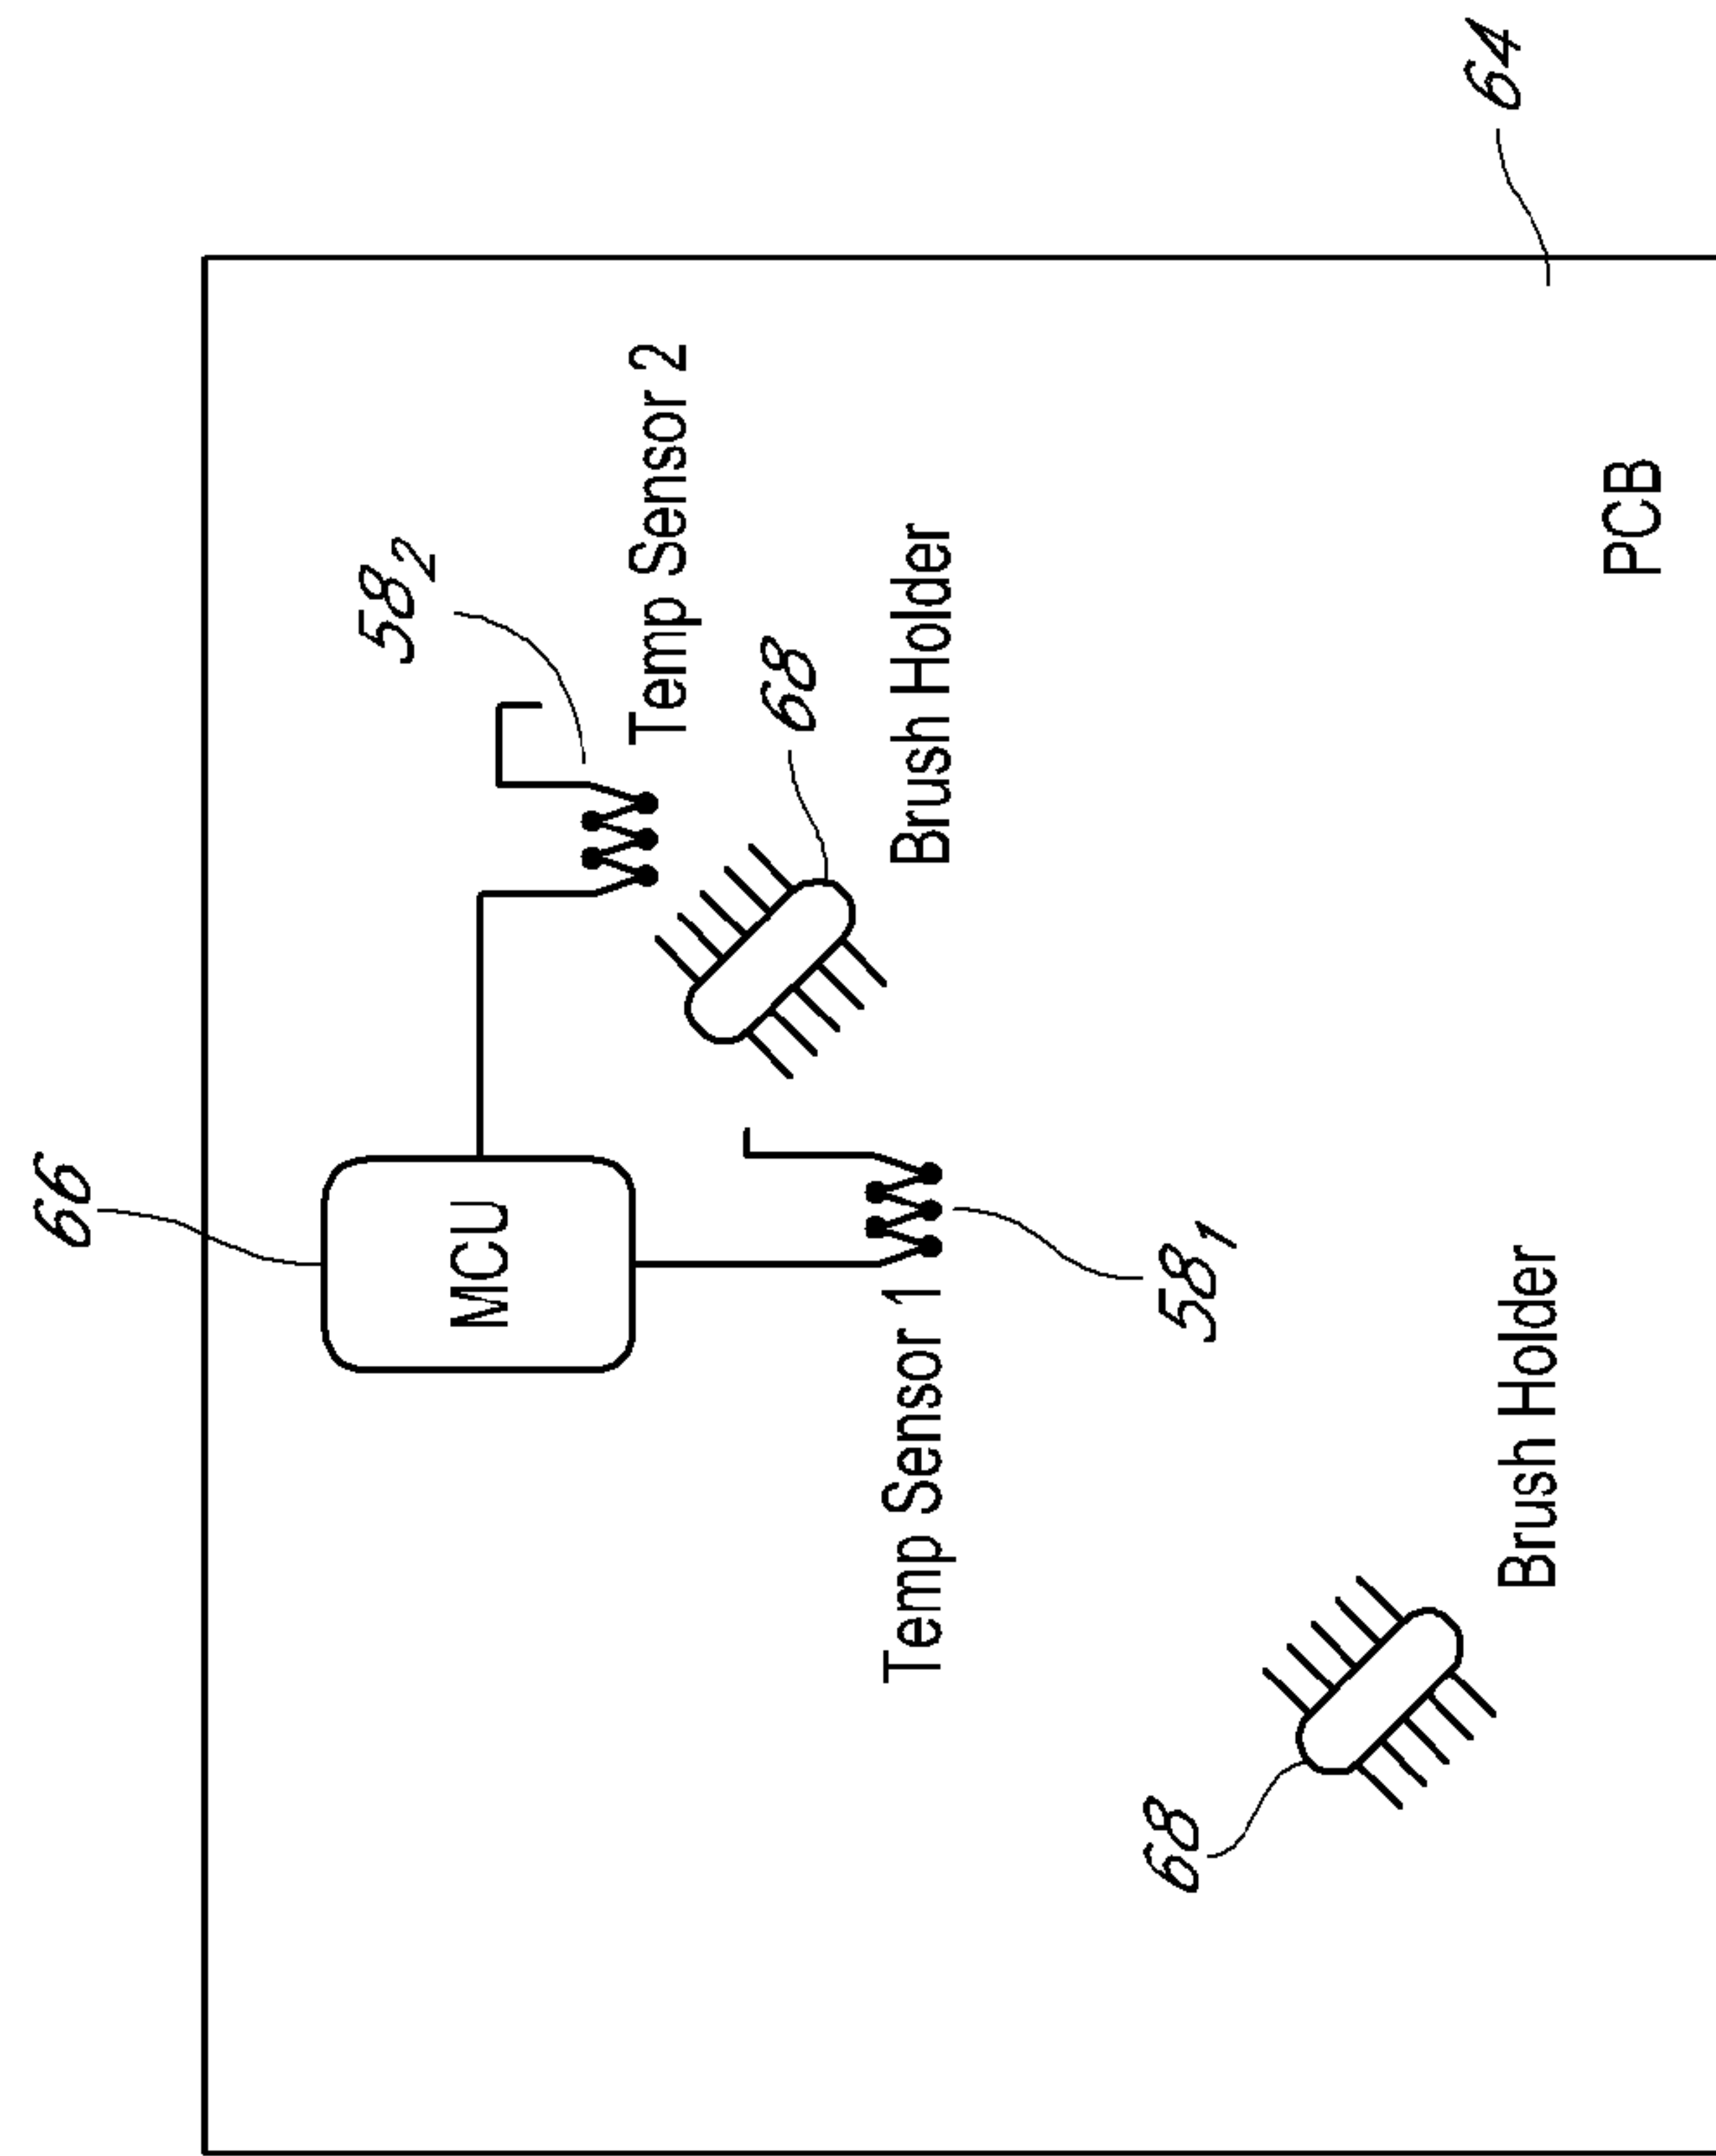 66
MCU
58₂
Temp Sensor 2
68
Brush Holder
Temp Sensor 1
58₁
68
Brush Holder
PCB
64